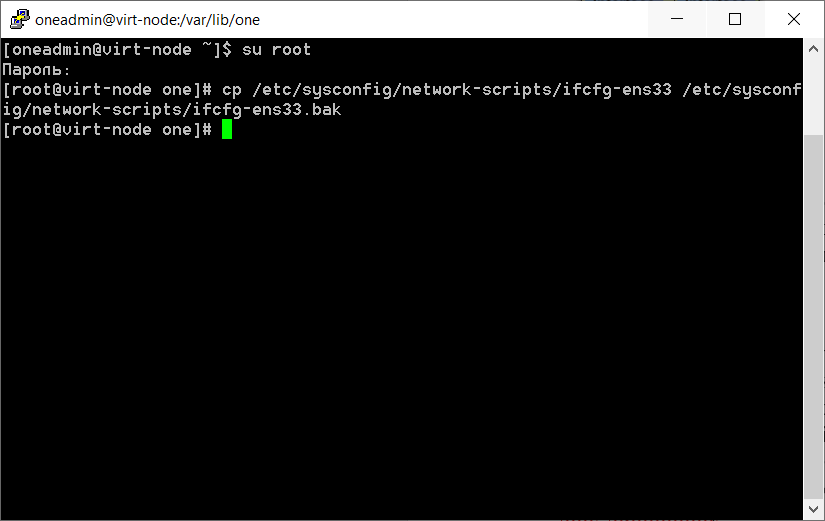 oneadmin@virt-node:/var/lib/one
[oneadmin@virt-node ~]$ su root
Пароль:
[root@virt-node one]# cp /etc/sysconfig/network-scripts/ifcfg-ens33 /etc/sysconf
ig/network-scripts/ifcfg-ens33.bak
[root@virt-node one]#